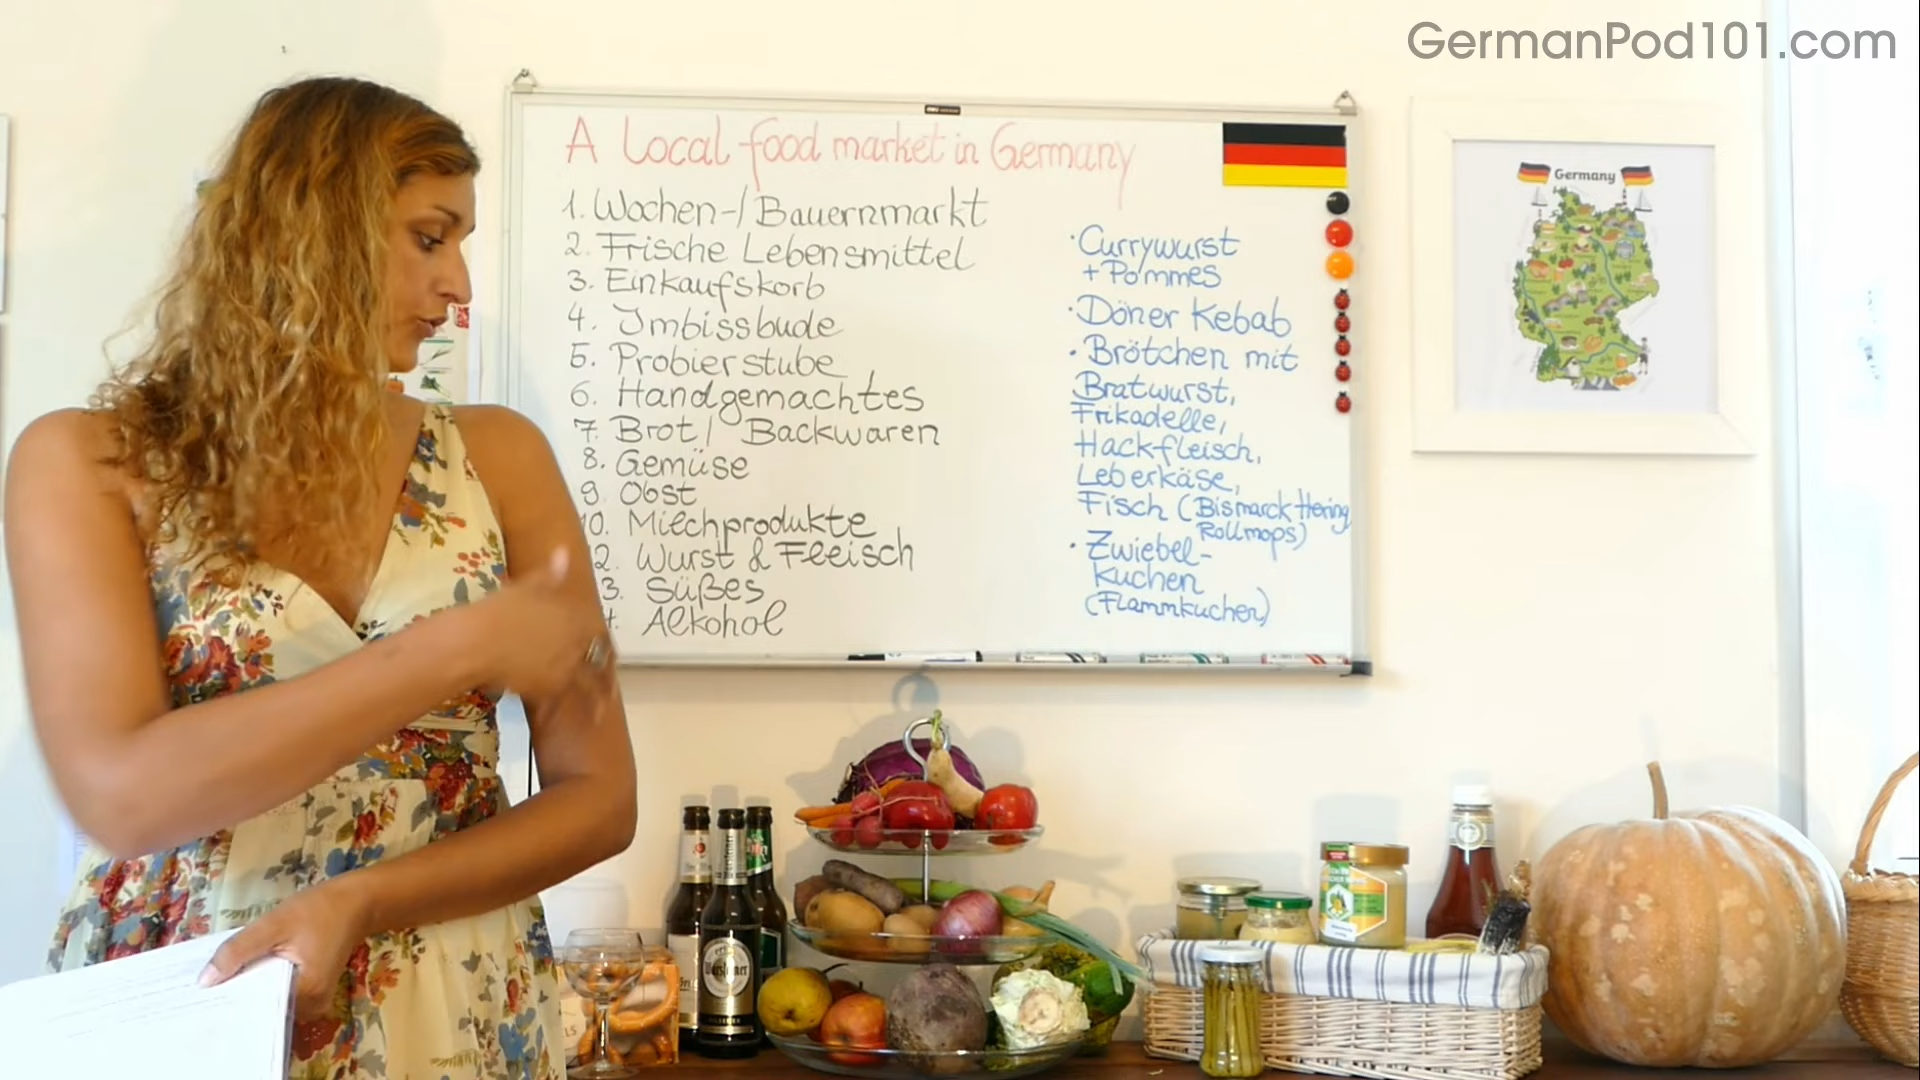 GermanPod101.com
A Local food market in Germany
1. Wochen-/Bauernmarkt
2. Frische Lebensmittel
3. Einkaufskorb
4. Imbissbude
5. Probierstube
6. Handgemachtes
7. Brot/ Backwaren
8. Gemüse
9. Obst
10. Milchprodukte
2. Wurst & Fleisch
3. Süßes
. Alkohol
·Currywurst
+Pommes
·Döner Kebab
·Brötchen mit
Bratwurst,
Frikadelle,
Hackfleisch,
Leberkäse,
Fisch (Bismarck Hering
Rollmops)
·Zwiebel-
kuchen
(Flammkuchen)
Germany